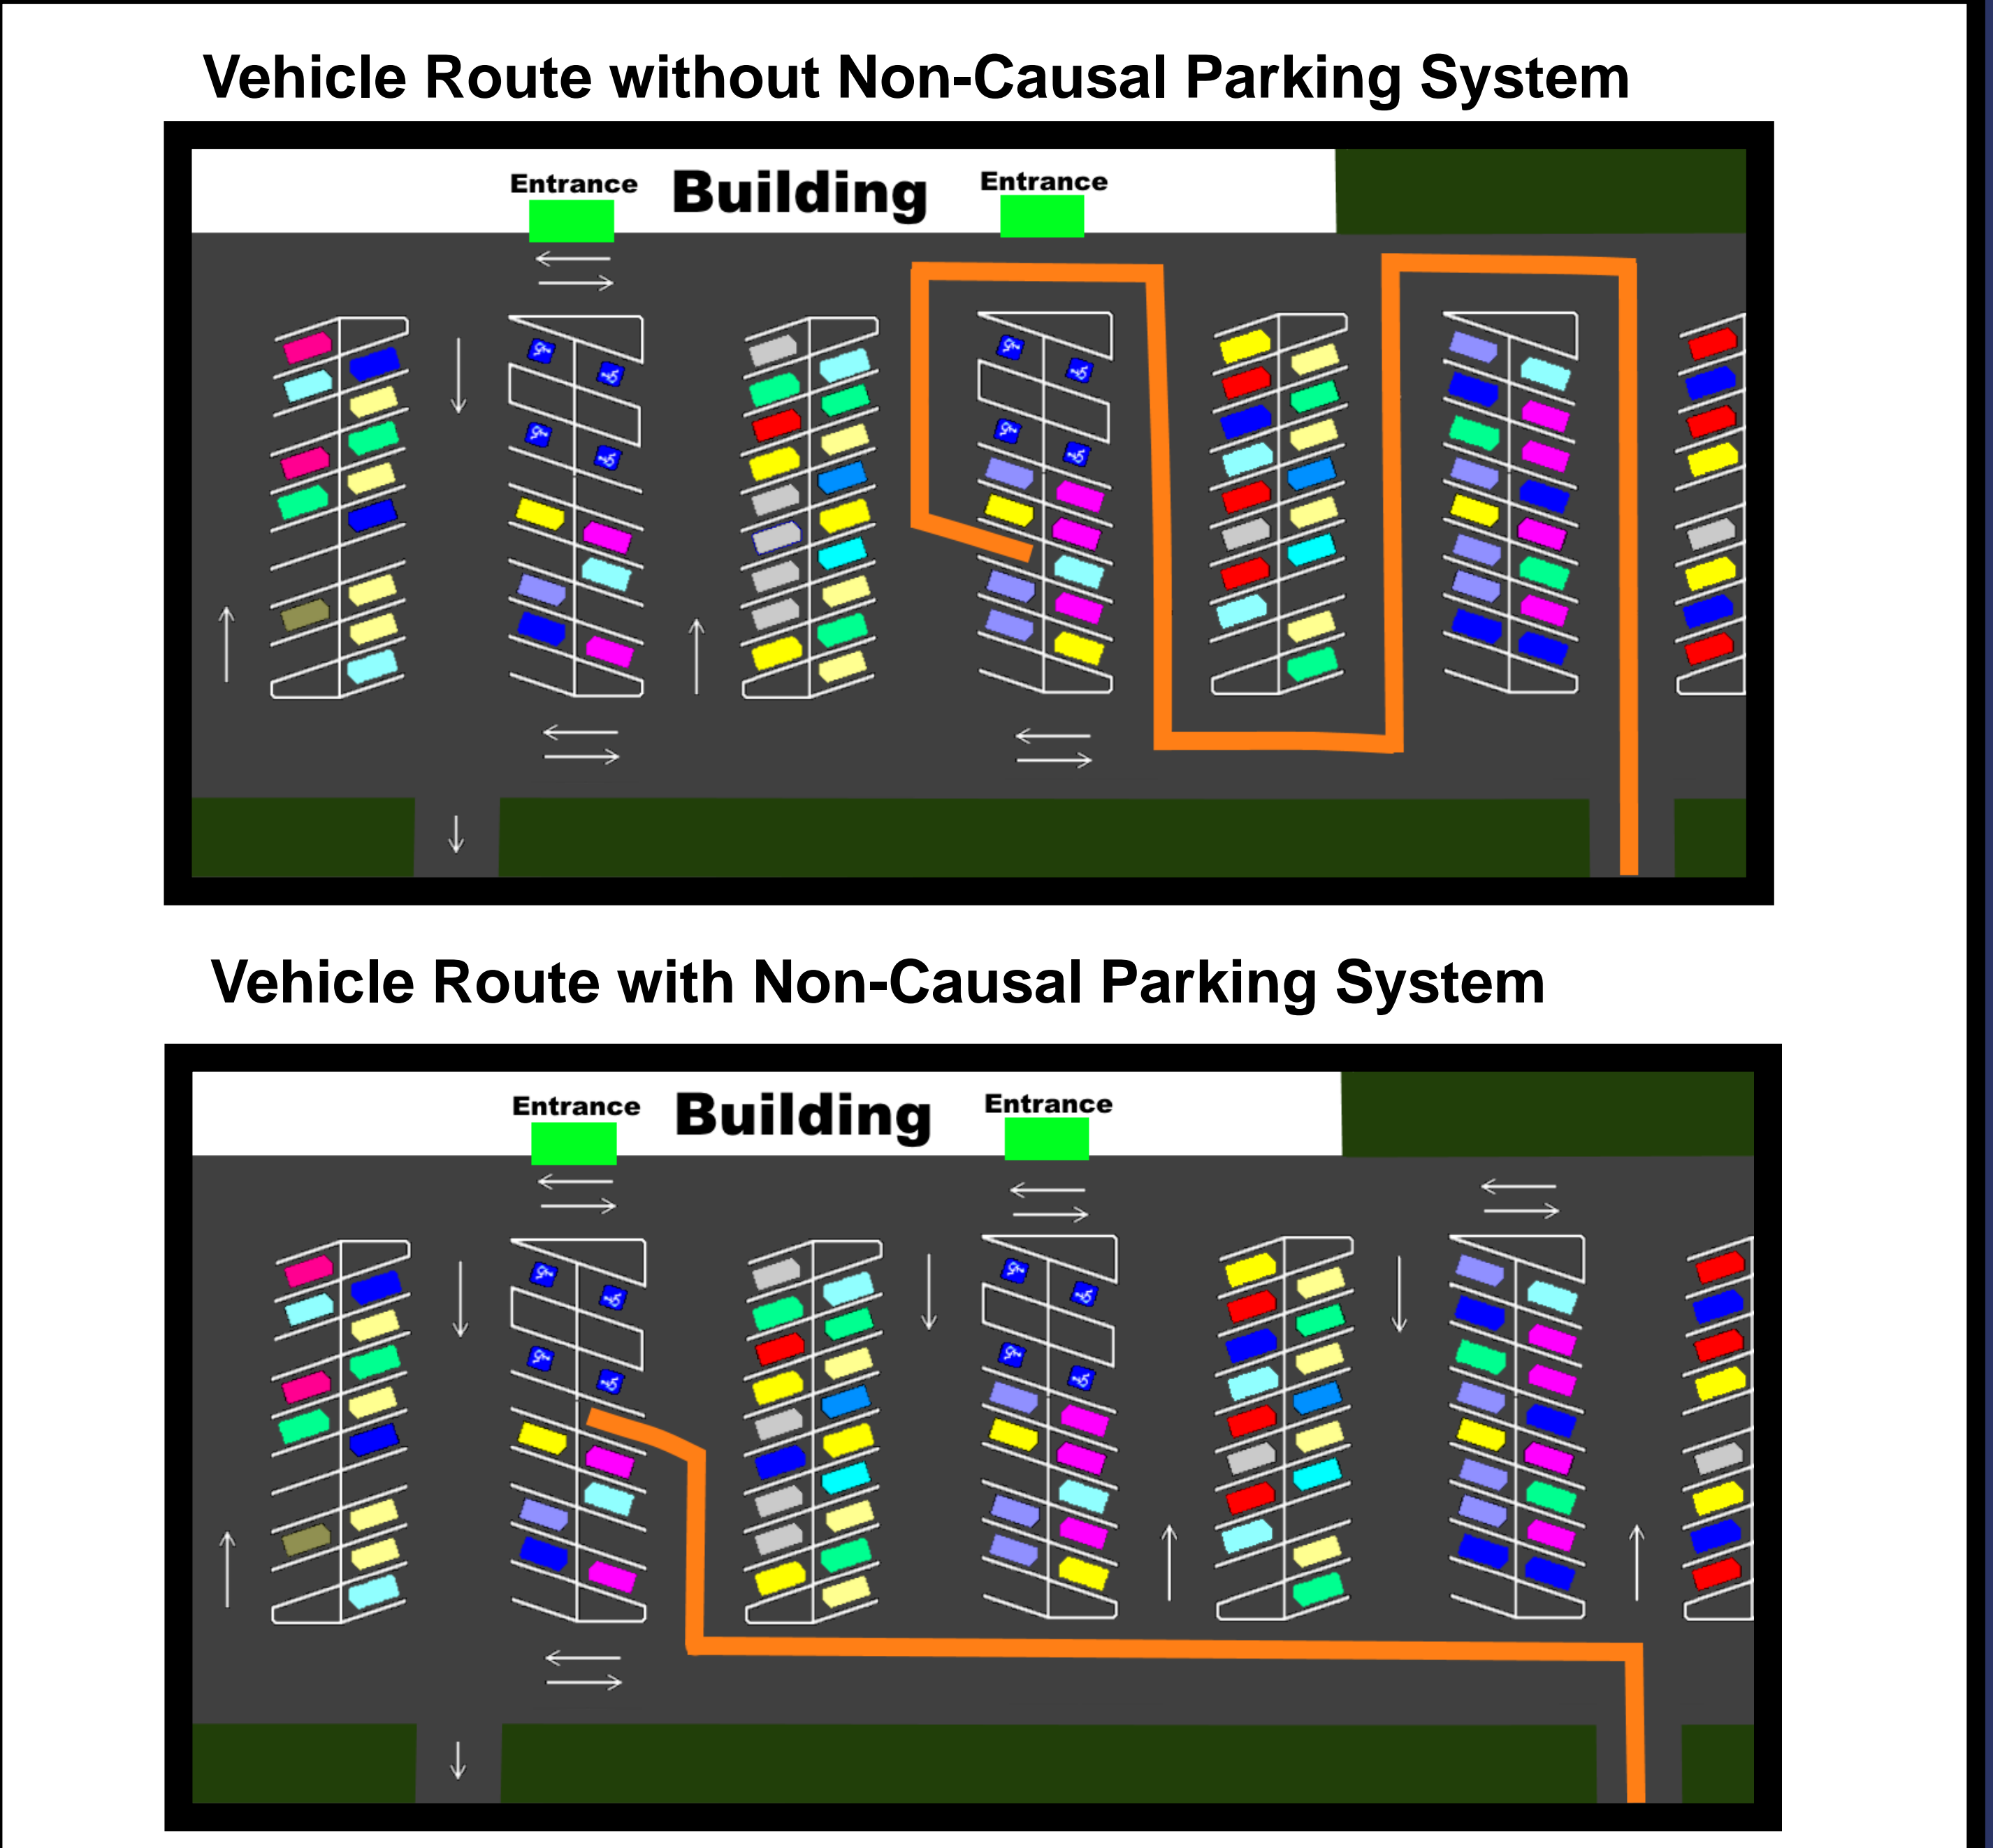 Vehicle Route without Non-Causal Parking System
Entrance Building Entrance
Vehicle Route with Non-Causal Parking System
Entrance Building Entrance